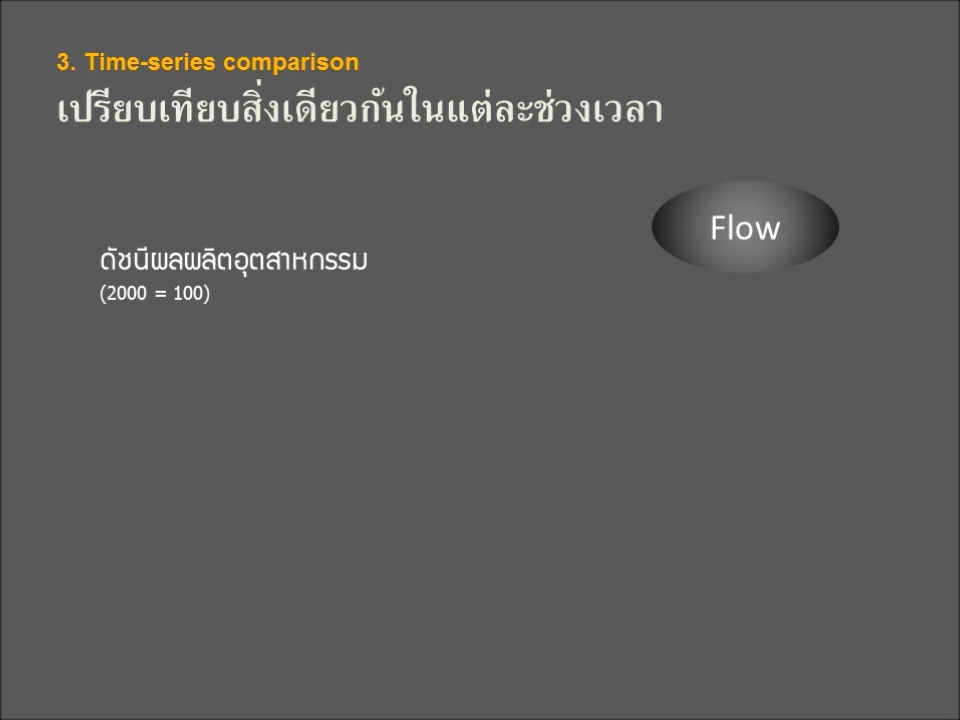 3. Time-series comparison
เปรียบเทียบสิ่งเดียวกันในแต่ละช่วงเวลา
Flow
ดัชนีผลผลิตอุตสาหกรรม
(2000 = 100)